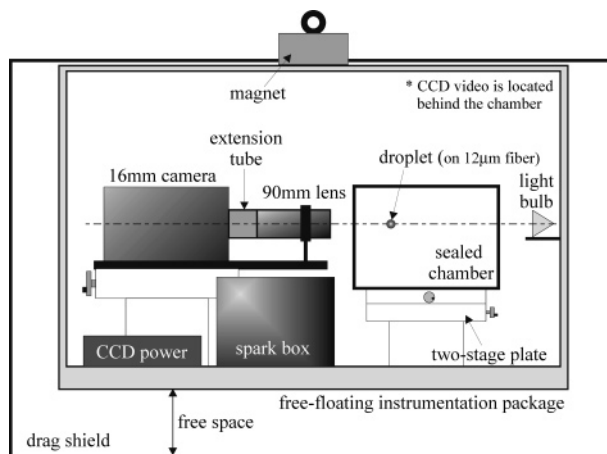 magnet
* CCD video is located
behind the chamber
extension
tube
droplet (on 12μm fiber)
16mm camera
90mm lens
light
bulb
sealed
chamber
CCD power
spark box
two-stage plate
free-floating instrumentation package
free space
drag shield